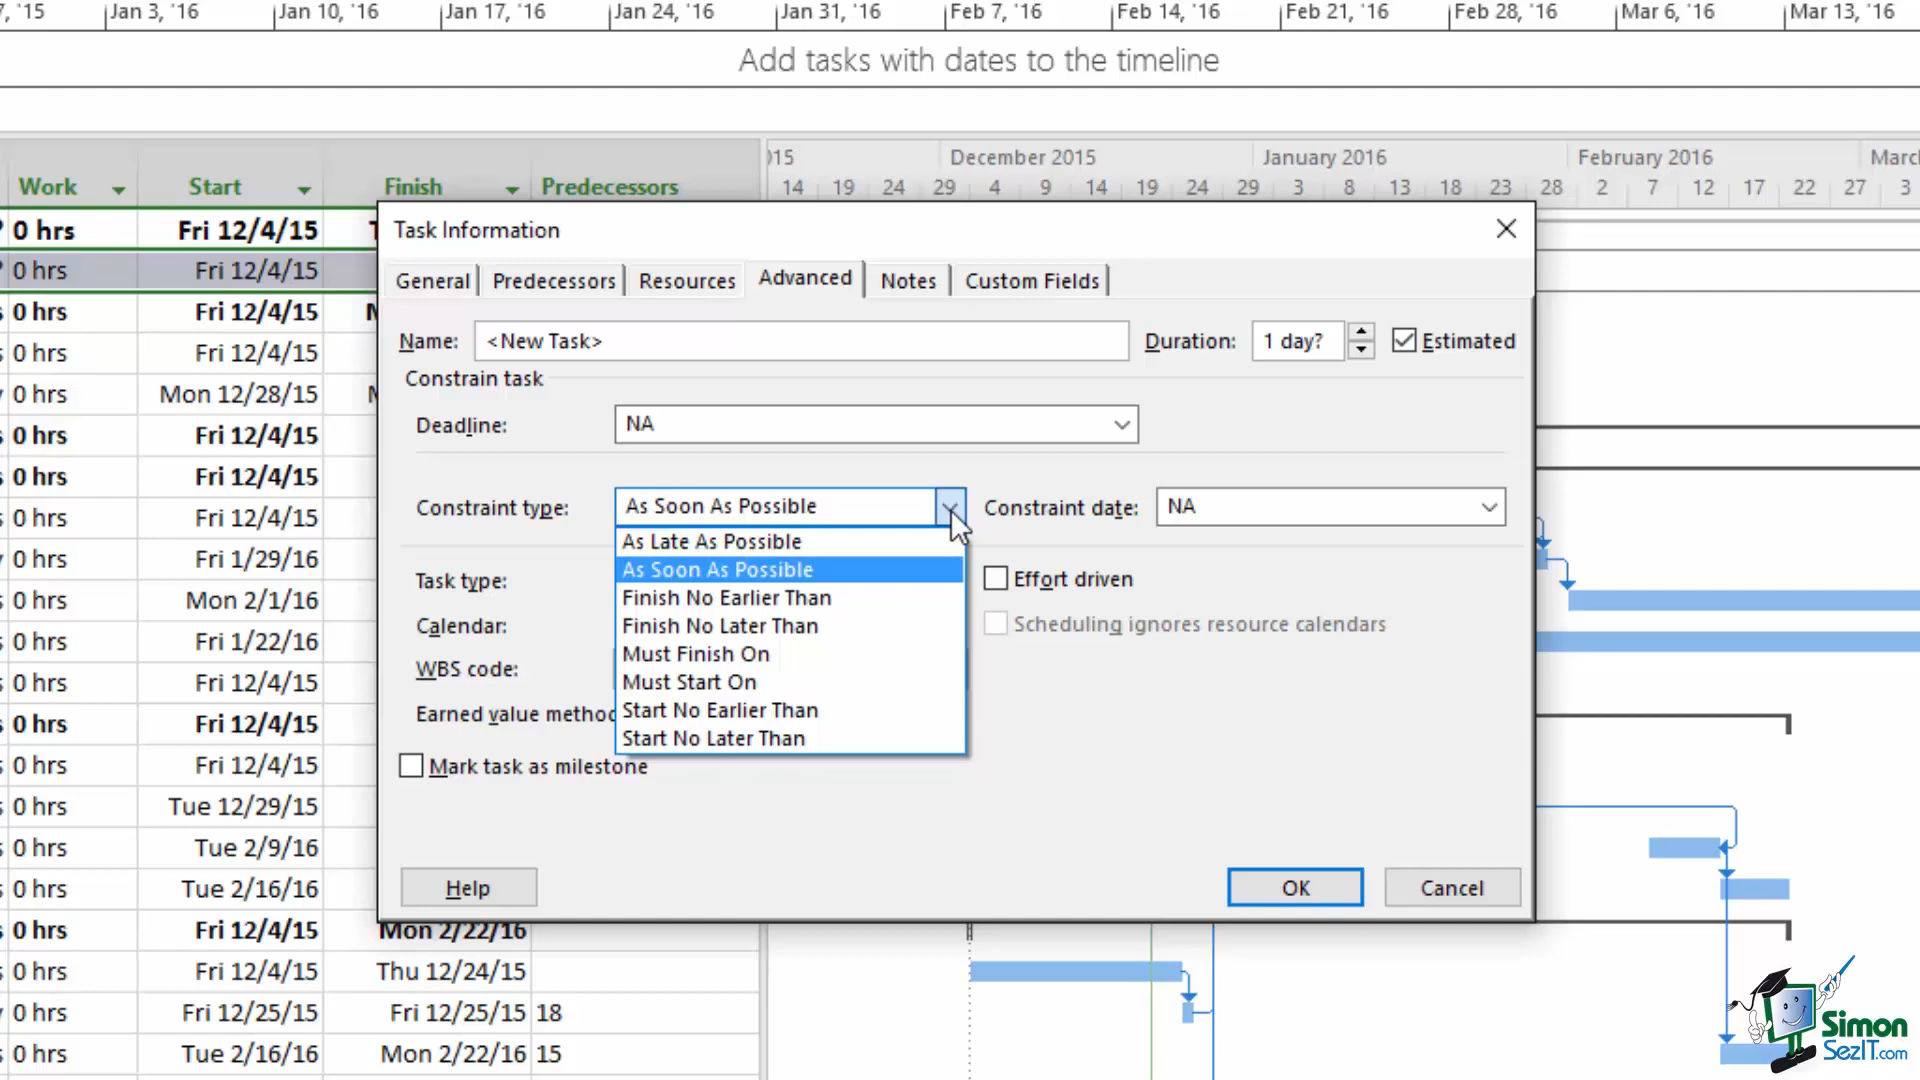 7, '15 Jan 3, '16 Jan 10, '16 Jan 17, '16 Jan 24, '16 Jan 31, '16 Feb 7, '16 Feb 14, '16 Feb 21, '16 Feb 28, '16 Mar 6, '16 Mar 13, '16
Add tasks with dates to the timeline
015 December 2015 January 2016 February 2016 March
Work Start Finish Predecessors 14 19 24 29 4 9 14 19 24 29 3 8 13 18 23 28 2 7 12 17 22 27 3
0 hrs Fri 12/4/15
0 hrs Fri 12/4/15
0 hrs Fri 12/4/15
0 hrs Fri 12/4/15
0 hrs Mon 12/28/15
0 hrs Fri 12/4/15
0 hrs Fri 12/4/15
0 hrs Fri 12/4/15
0 hrs Fri 1/29/16
0 hrs Mon 2/1/16
0 hrs Fri 1/22/16
0 hrs Fri 12/4/15
0 hrs Fri 12/4/15
0 hrs Fri 12/4/15
0 hrs Tue 12/29/15
0 hrs Tue 2/9/16
0 hrs Tue 2/16/16
0 hrs Fri 12/4/15 Mon 2/22/16
0 hrs Fri 12/4/15 Thu 12/24/15
0 hrs Fri 12/25/15 Fri 12/25/15 18
0 hrs Tue 2/16/16 Mon 2/22/16 15
Task Information
General Predecessors Resources Advanced Notes Custom Fields
Name: <New Task> Duration: 1 day? Estimated
Constrain task
Deadline: NA
Constraint type: As Soon As Possible Constraint date: NA
As Late As Possible
As Soon As Possible
Finish No Earlier Than
Finish No Later Than
Must Finish On
Must Start On
Start No Earlier Than
Start No Later Than
Task type: Effort driven
Calendar: Scheduling ignores resource calendars
WBS code:
Earned value method
Mark task as milestone
Help OK Cancel
Simon
SezIT.com